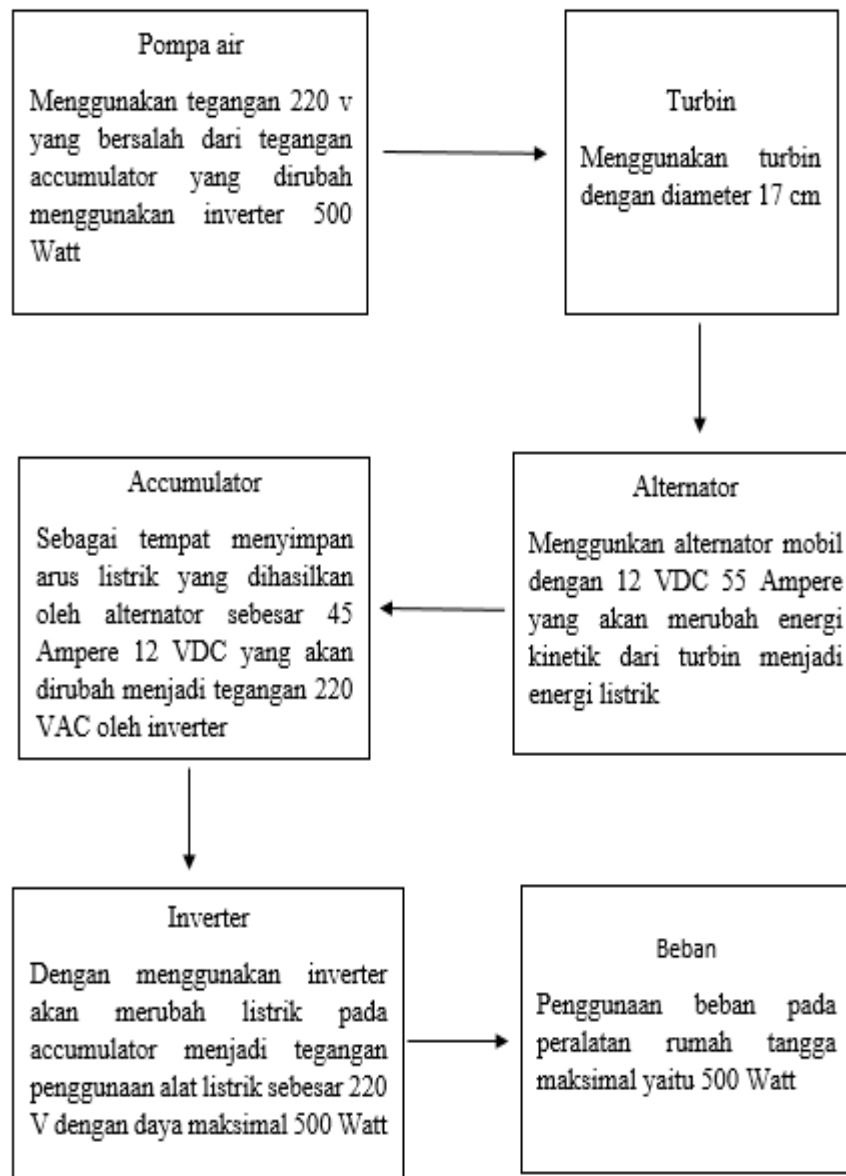 Pompa air
Menggunakan tegangan 220 v
yang bersalah dari tegangan
accumulator yang dirubah
menggunakan inverter 500
Watt
Turbin
Menggunakan turbin
dengan diameter 17 cm
Alternator
Menggunkan alternator mobil
dengan 12 VDC 55 Ampere
yang akan merubah energi
kinetik dari turbin menjadi
energi listrik
Accumulator
Sebagai tempat menyimpan
arus listrik yang dihasilkan
oleh alternator sebesar 45
Ampere 12 VDC yang akan
dirubah menjadi tegangan 220
VAC oleh inverter
Inverter
Dengan menggunakan inverter
akan merubah listrik pada
accumulator menjadi tegangan
penggunaan alat listrik sebesar 220
V dengan daya maksimal 500 Watt
Beban
Penggunaan beban pada
peralatan rumah tangga
maksimal yaitu 500 Watt